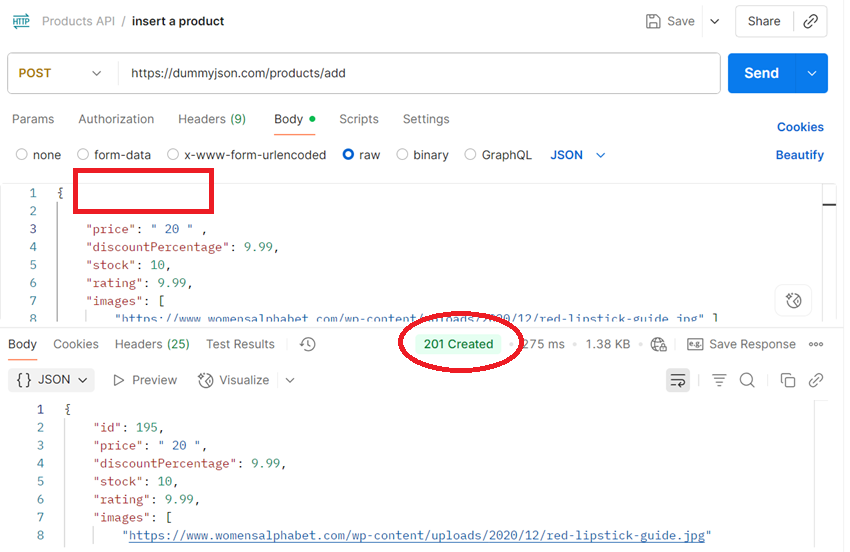 HTTP Products API / insert a product Save Share
POST https://dummyjson.com/products/add Send
Params Authorization Headers (9) Body Scripts Settings Cookies
none form-data x-www-form-urlencoded raw binary GraphQL JSON Beautify
1 {
2
3 "price": " 20 " ,
4 "discountPercentage": 9.99,
5 "stock": 10,
6 "rating": 9.99,
7 "images": [
8 "https://www.womensalphabet.com/wp-content/uploads/2020/12/red-lipstick-guide.jpg" ]
Body Cookies Headers (25) Test Results 201 Created 275 ms 1.38 KB e.g. Save Response
{} JSON Preview Visualize
1 {
2 "id": 195,
3 "price": " 20 ",
4 "discountPercentage": 9.99,
5 "stock": 10,
6 "rating": 9.99,
7 "images": [
8 "https://www.womensalphabet.com/wp-content/uploads/2020/12/red-lipstick-guide.jpg"